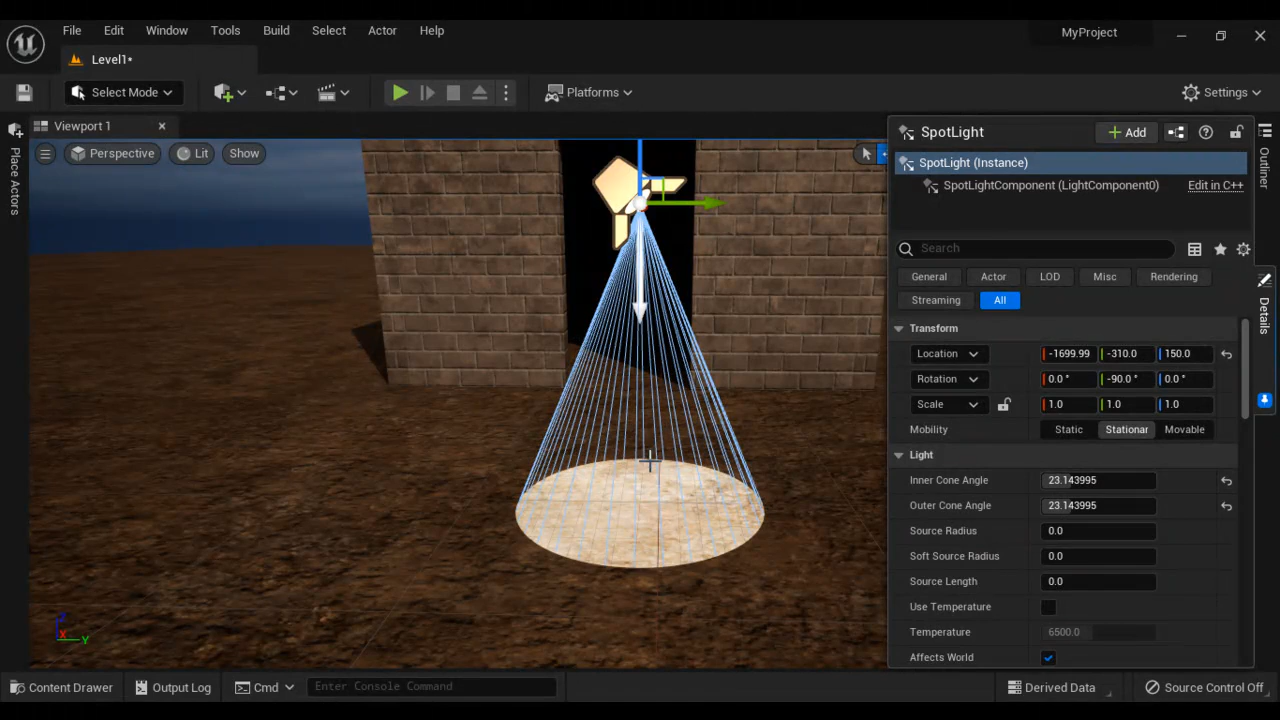 File Edit Window Tools Build Select Actor Help
MyProject
Level1*
Select Mode
Platforms
Settings
Viewport 1
Perspective
Lit
Show
Place Actors
SpotLight
Add
SpotLight (Instance)
SpotLightComponent (LightComponent0)
Edit in C++
Search
General Actor LOD Misc Rendering
Streaming All
Transform
Location -1699.99 -310.0 150.0
Rotation 0.0 ° -90.0 ° 0.0 °
Scale 1.0 1.0 1.0
Mobility Static Stationar Movable
Light
Inner Cone Angle 23.143995
Outer Cone Angle 23.143995
Source Radius 0.0
Soft Source Radius 0.0
Source Length 0.0
Use Temperature
Temperature 6500.0
Affects World
Outliner
Details
Z
X
Y
Content Drawer
Output Log
Cmd
Enter Console Command
Derived Data
Source Control Off